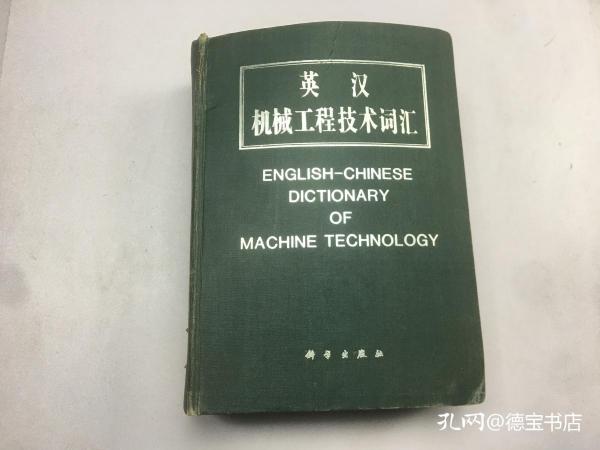 英汉
机械工程技术词汇
ENGLISH-CHINESE
DICTIONARY
OF
MACHINE TECHNOLOGY
科学出版社
孔网@德宝书店